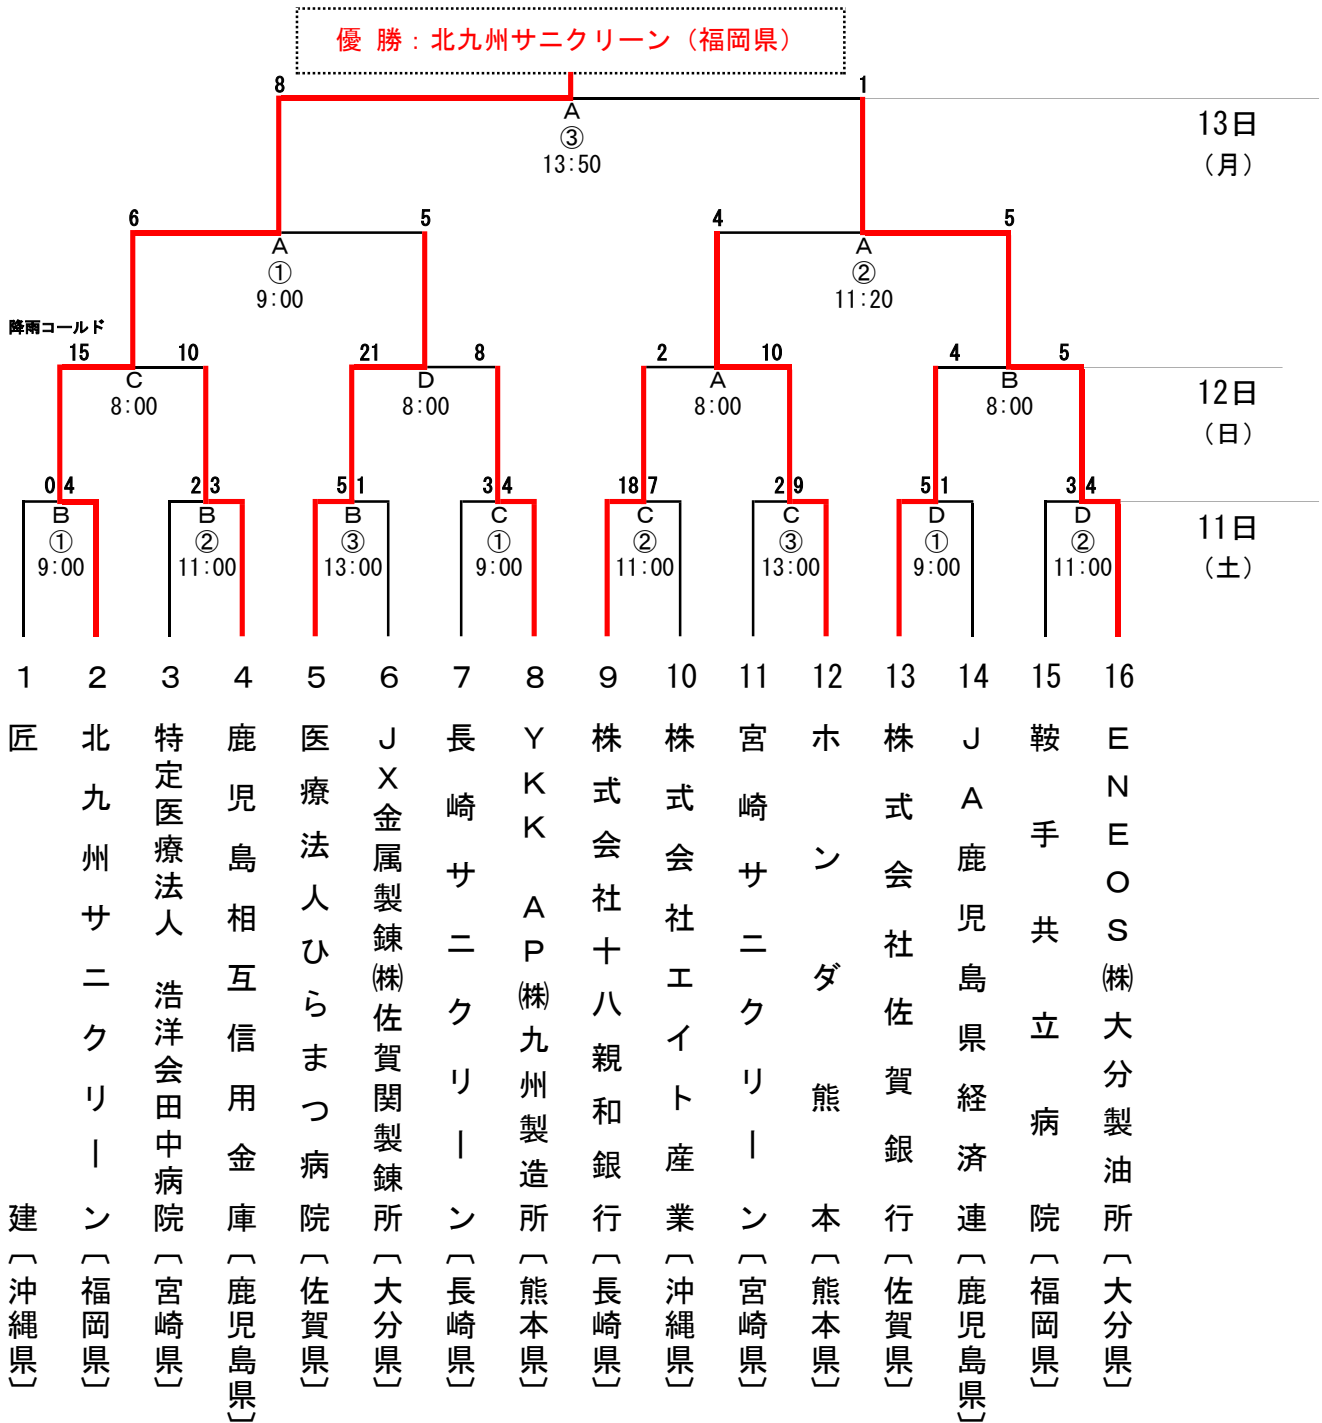 優 勝：北九州サニクリーン（福岡県）
8 1
A
③
13:50
13日
（月）
6 5 4 5
A A
① ②
9:00 11:20
降雨コールド
15 10 21 8 2 10 4 5
C D A B
8:00 8:00 8:00 8:00
12日
（日）
0 4 2 3 5 1 3 4 18 7 2 9 5 1 3 4
B B B C C C D D
① ② ③ ① ② ③ ① ②
9:00 11:00 13:00 9:00 11:00 13:00 9:00 11:00
11日
（土）
1 2 3 4 5 6 7 8 9 10 11 12 13 14 15 16
匠建〔沖縄県〕
北九州サニクリーン〔福岡県〕
特定医療法人　浩洋会田中病院〔宮崎県〕
鹿児島相互信用金庫〔鹿児島県〕
医療法人ひらまつ病院〔佐賀県〕
ＪＸ金属製錬㈱佐賀関製錬所〔大分県〕
長崎サニクリーン〔長崎県〕
ＹＫＫ　ＡＰ㈱九州製造所〔熊本県〕
株式会社十八親和銀行〔長崎県〕
株式会社エイト産業〔沖縄県〕
宮崎サニクリーン〔宮崎県〕
ホンダ熊本〔熊本県〕
株式会社佐賀銀行〔佐賀県〕
ＪＡ鹿児島県経済連〔鹿児島県〕
鞍手共立病院〔福岡県〕
ＥＮＥＯＳ㈱大分製油所〔大分県〕